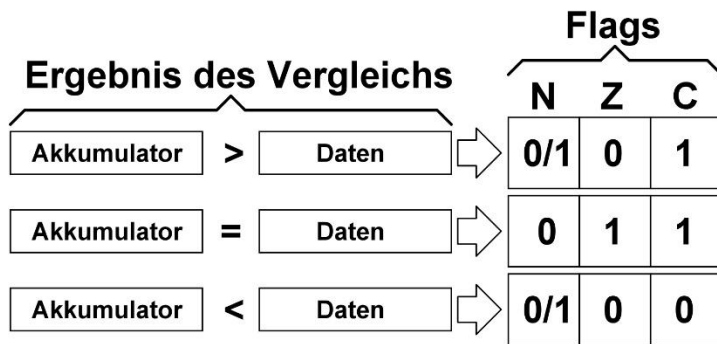 Flags
Ergebnis des Vergleichs
N Z C
Akkumulator > Daten 0/1 0 1
Akkumulator = Daten 0 1 1
Akkumulator < Daten 0/1 0 0